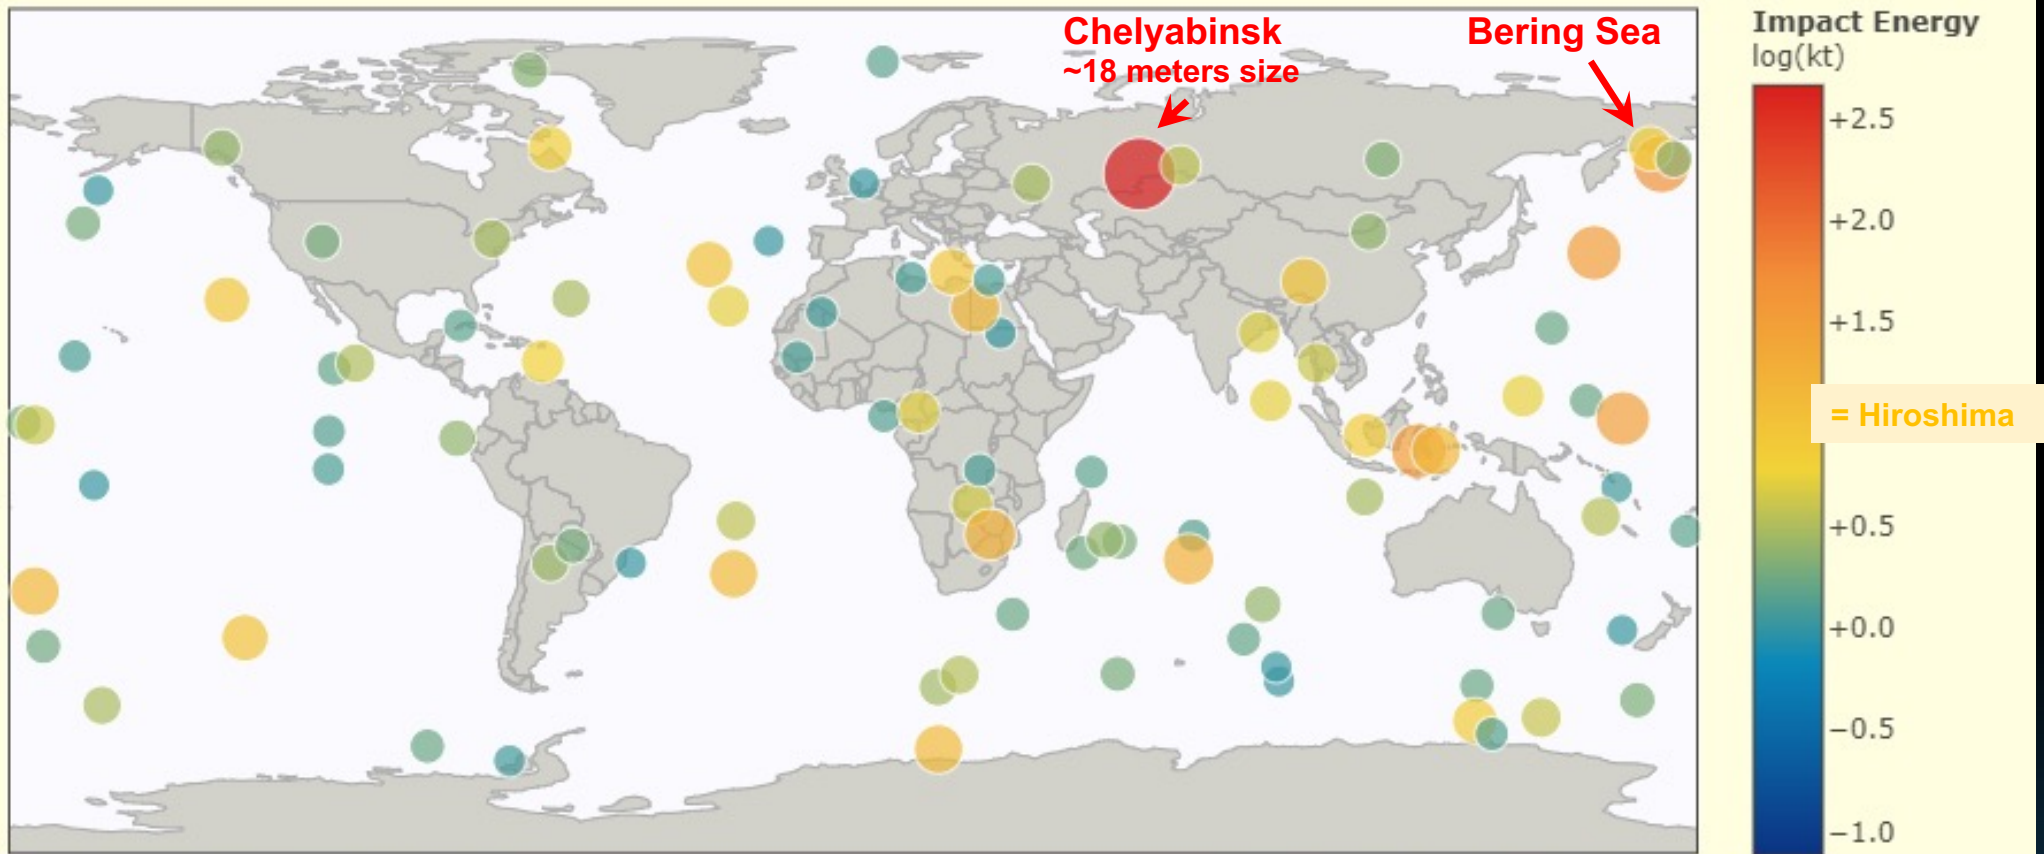 Chelyabinsk
~18 meters size
Bering Sea
Impact Energy
log(kt)
+2.5
+2.0
+1.5
= Hiroshima
+0.5
+0.0
−0.5
−1.0